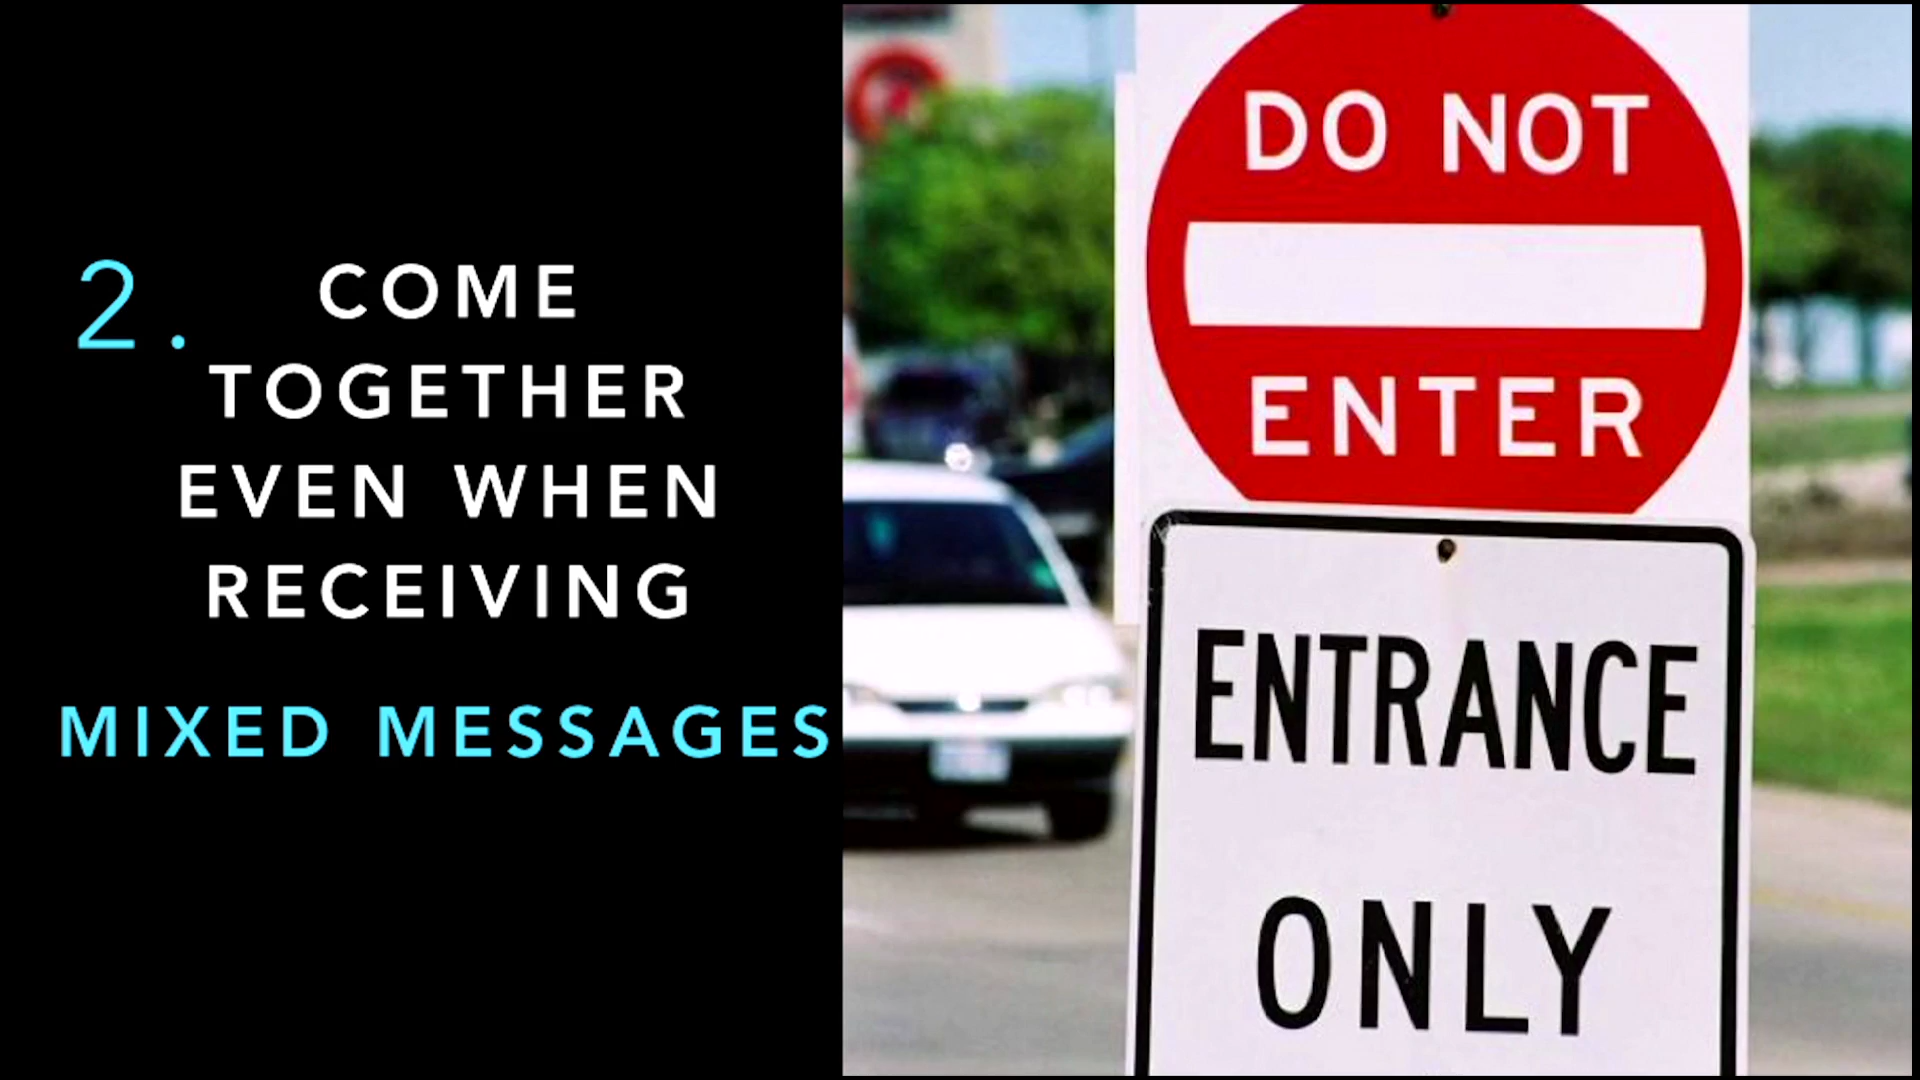 2.
COME
TOGETHER
EVEN WHEN
RECEIVING
MIXED MESSAGES
DO NOT
ENTER
ENTRANCE
ONLY